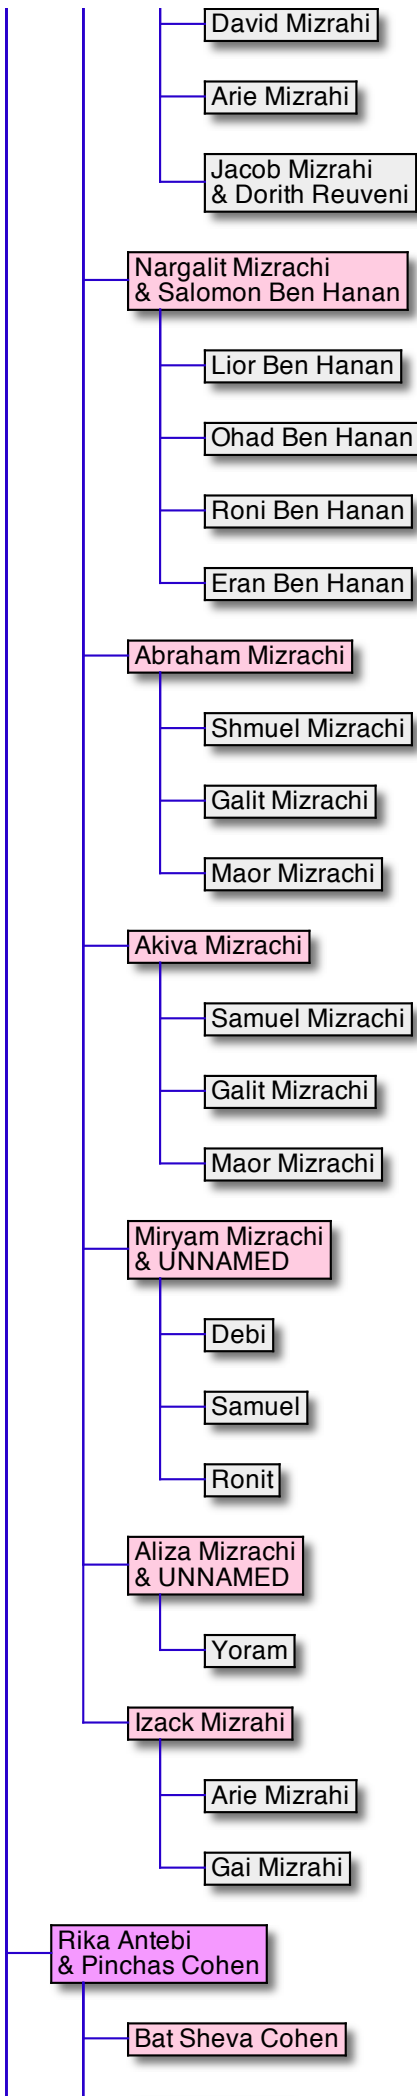 David Mizrahi
Arie Mizrahi
Jacob Mizrahi
& Dorith Reuveni
Nargalit Mizrachi
& Salomon Ben Hanan
Lior Ben Hanan
Ohad Ben Hanan
Roni Ben Hanan
Eran Ben Hanan
Abraham Mizrachi
Shmuel Mizrachi
Galit Mizrachi
Maor Mizrachi
Akiva Mizrachi
Samuel Mizrachi
Galit Mizrachi
Maor Mizrachi
Miryam Mizrachi
& UNNAMED
Debi
Samuel
Ronit
Aliza Mizrachi
& UNNAMED
Yoram
Izack Mizrahi
Arie Mizrahi
Gai Mizrahi
Rika Antebi
& Pinchas Cohen
Bat Sheva Cohen